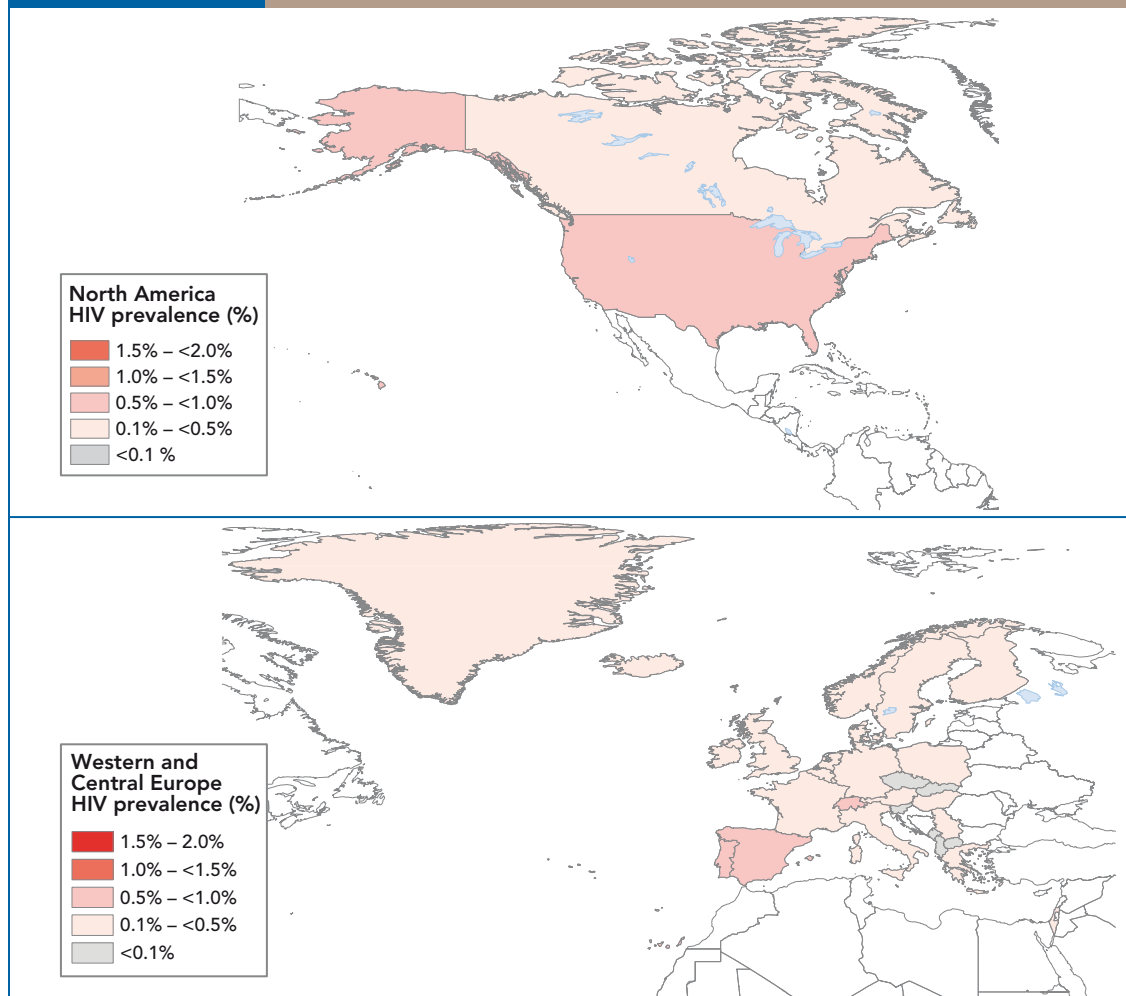 North America
HIV prevalence (%)
1.5% – <2.0%
1.0% – <1.5%
0.5% – <1.0%
0.1% – <0.5%
<0.1 %
Western and
Central Europe
HIV prevalence (%)
1.5% – 2.0%
1.0% – <1.5%
0.5% – <1.0%
0.1% – <0.5%
<0.1%